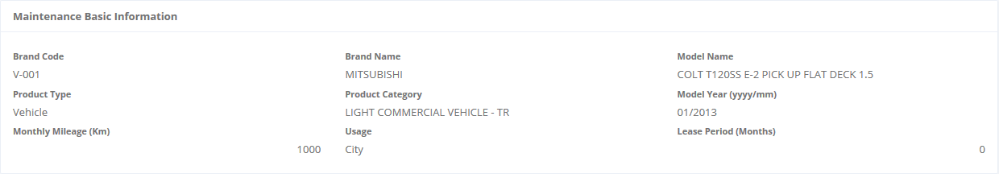 Maintenance Basic Information
Brand Code Brand Name Model Name
V-001 MITSUBISHI COLT T120SS E-2 PICK UP FLAT DECK 1.5
Product Type Product Category Model Year (yyyy/mm)
Vehicle LIGHT COMMERCIAL VEHICLE - TR 01/2013
Monthly Mileage (Km) Usage Lease Period (Months)
1000 City 0